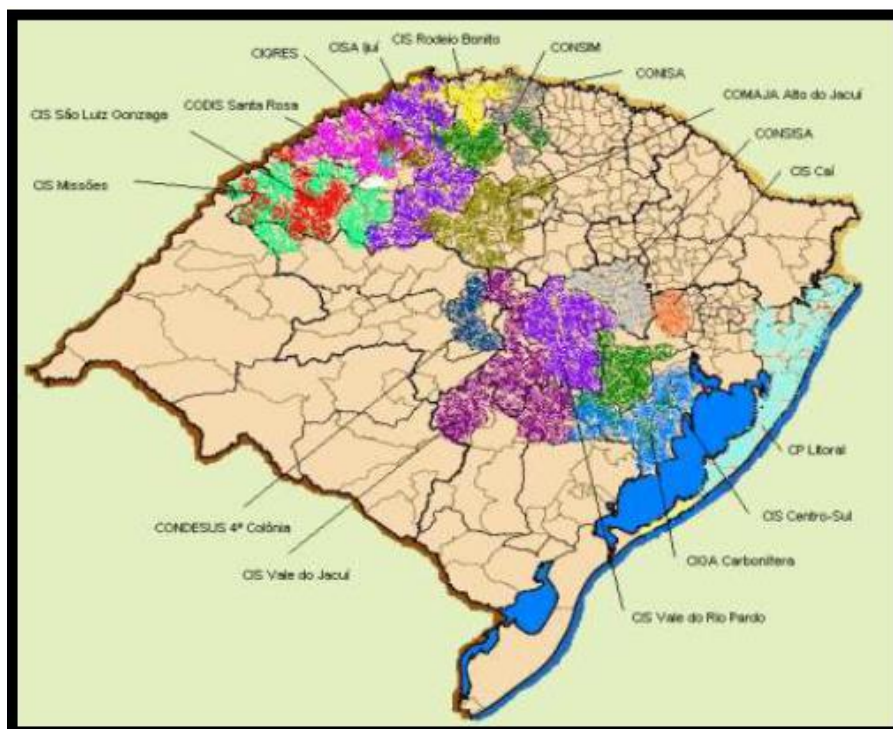 CIS Rodeio Bonito
CISA Ijuí
CONSIM
CIGRES
CONISA
CODIS Santa Rosa
COMAJA Alto do Jacuí
CIS São Luiz Gonzaga
CONSISA
CIS Caí
CIS Missões
CP Litoral
CONDESUS 4ª Colônia
CIS Centro-Sul
CIS Vale do Jacuí
CIGA Carbonífera
CIS Vale do Rio Pardo